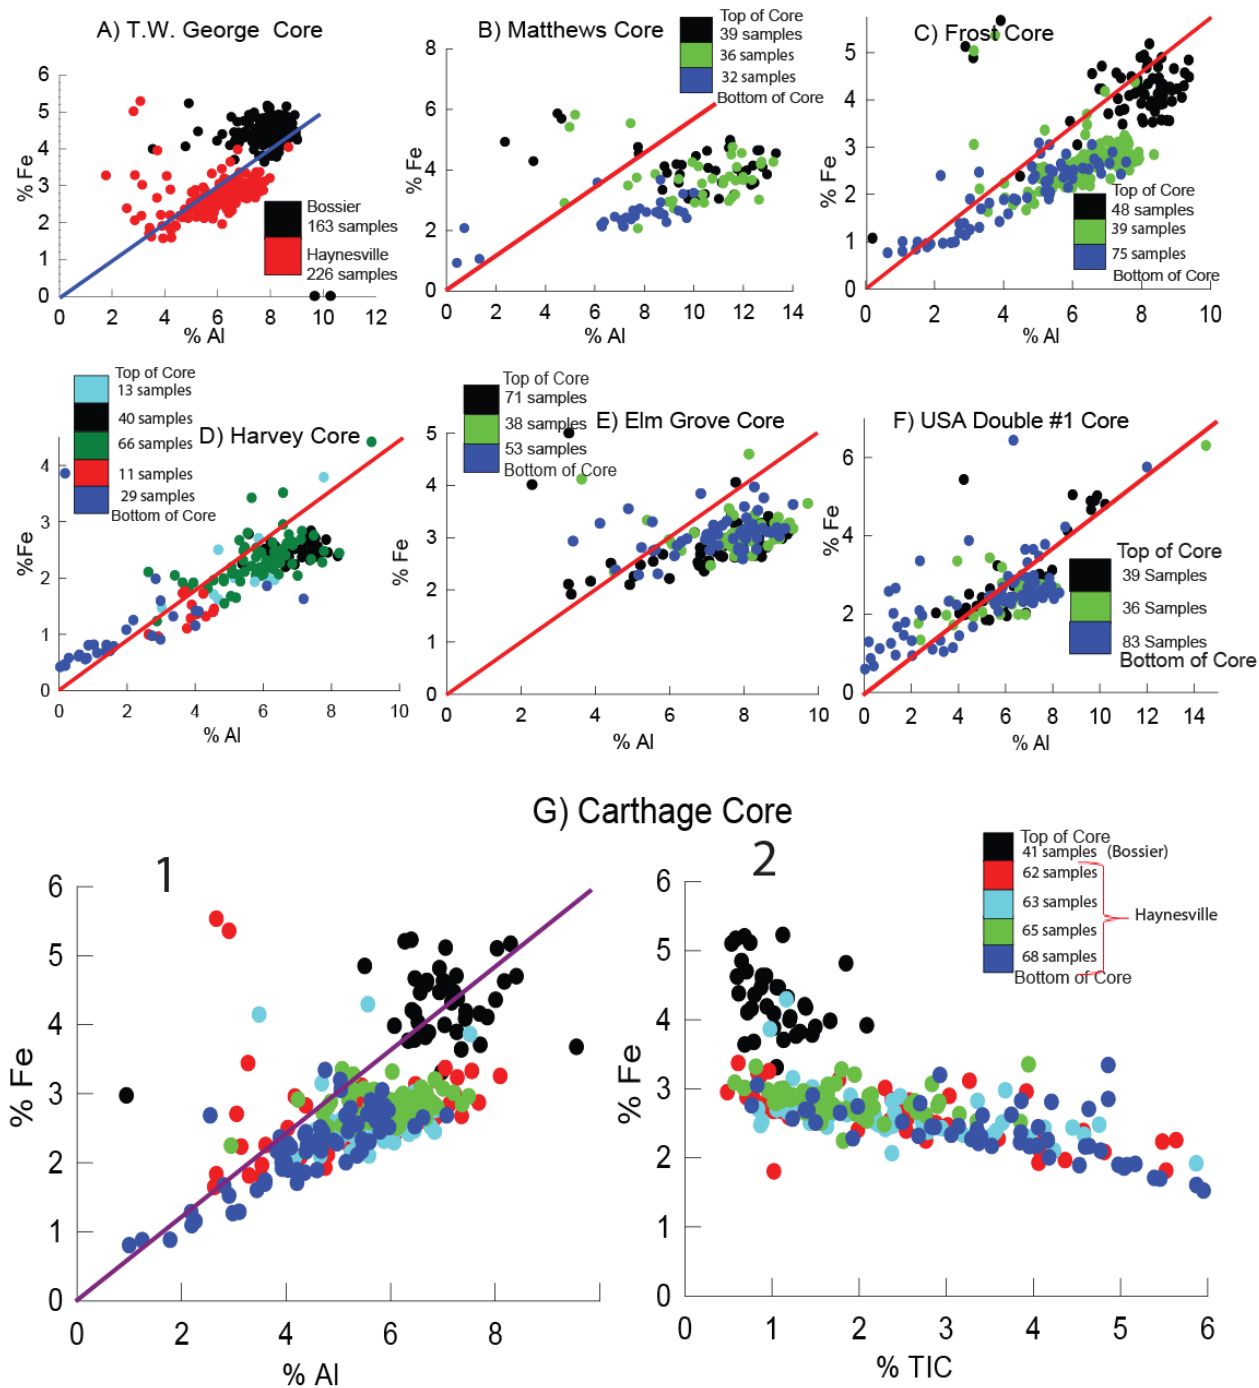 A) T.W. George Core
% Fe
6
5
4
3
2
1
0
0 2 4 6 8 10 12
% Al
Bossier
163 samples
Haynesville
226 samples
B) Matthews Core
Top of Core
39 samples
36 samples
32 samples
Bottom of Core
% Fe
8
6
4
2
0
0 2 4 6 8 10 12 14
% Al
C) Frost Core
% Fe
5
4
3
2
1
0
0 2 4 6 8 10
% Al
Top of Core
48 samples
39 samples
75 samples
Bottom of Core
Top of Core
13 samples
40 samples
66 samples
11 samples
29 samples
Bottom of Core
D) Harvey Core
%Fe
4
3
2
1
0
0 2 4 6 8 10
% Al
Top of Core
71 samples
38 samples
53 samples
Bottom of Core
E) Elm Grove Core
% Fe
5
4
3
2
1
0
0 2 4 6 8 10
% Al
F) USA Double #1 Core
% Fe
6
4
2
0
0 2 4 6 8 10 12 14
% Al
Top of Core
39 Samples
36 Samples
83 Samples
Bottom of Core
G) Carthage Core
1
% Fe
6
5
4
3
2
1
0
0 2 4 6 8
% Al
2
% Fe
6
5
4
3
2
1
0
0 1 2 3 4 5 6
% TIC
Top of Core
41 samples (Bossier)
62 samples
63 samples
Haynesville
65 samples
68 samples
Bottom of Core